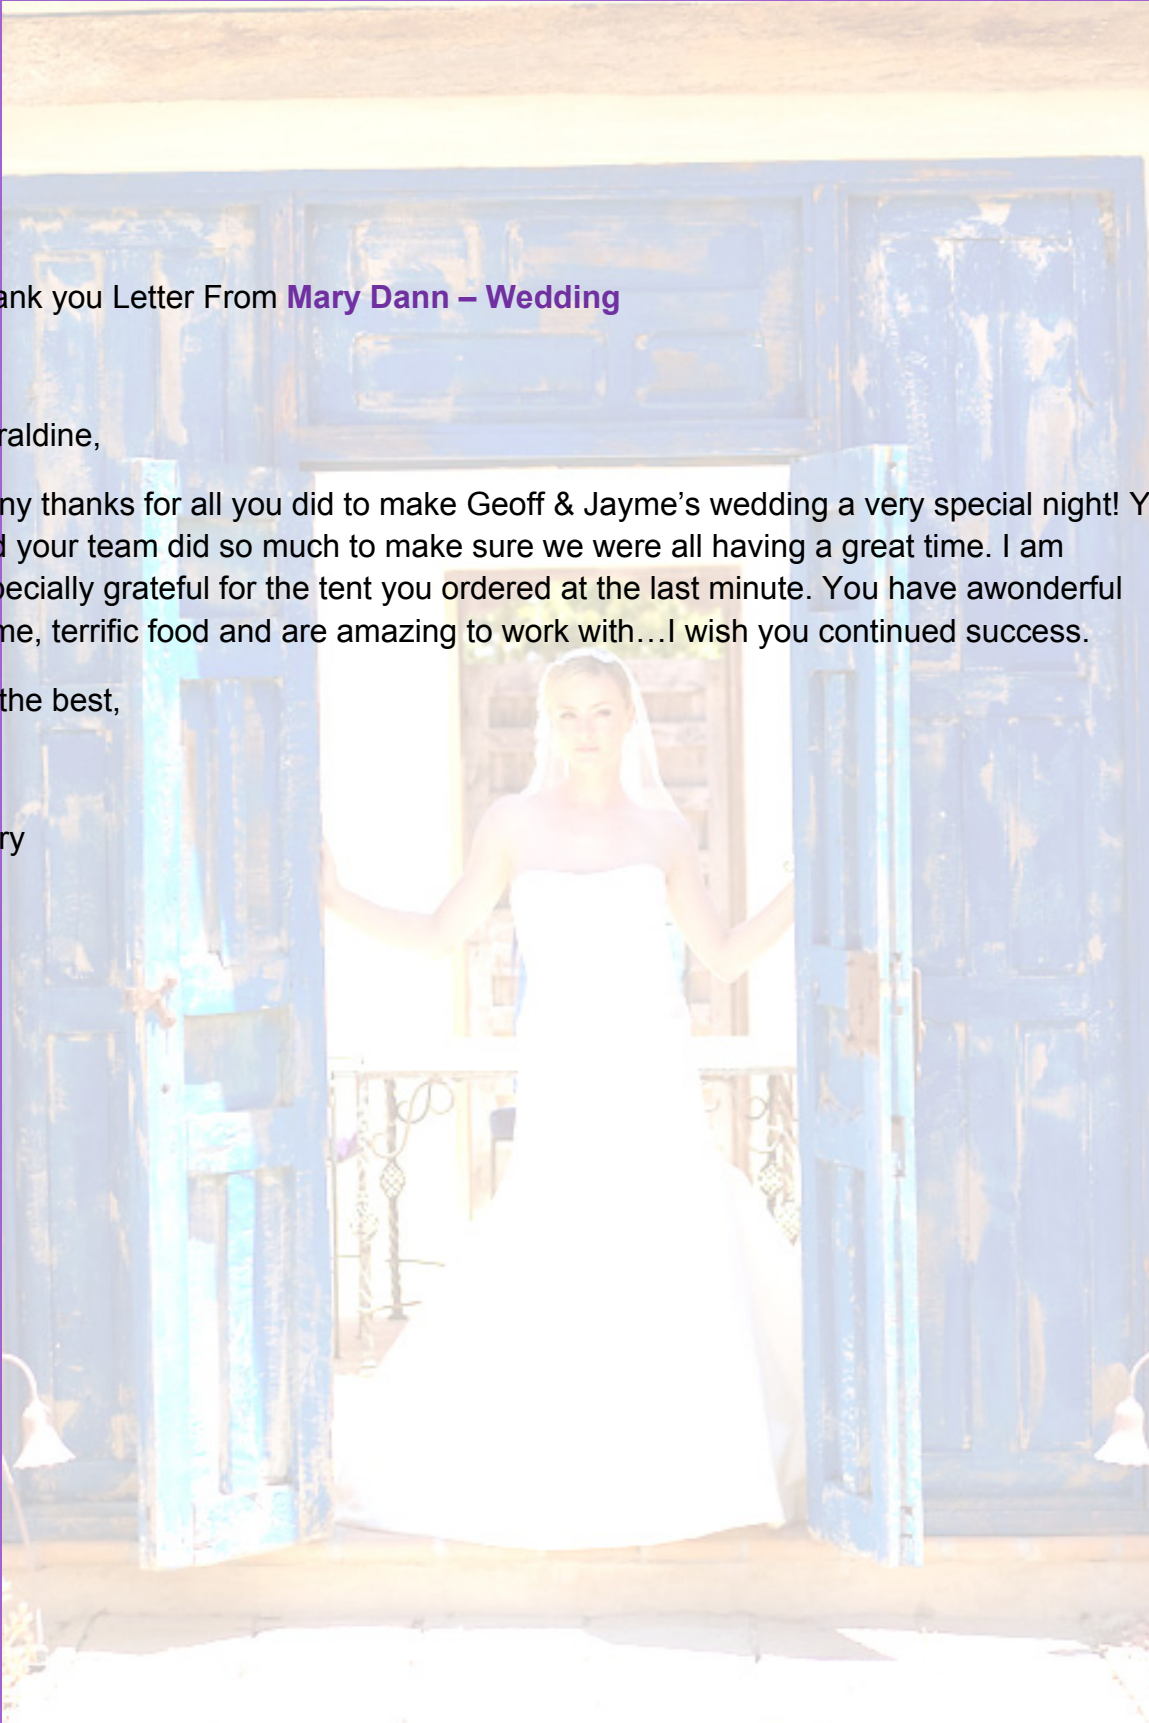 ank you Letter From Mary Dann – Wedding
raldine,
ny thanks for all you did to make Geoff & Jayme’s wedding a very special night! Y
d your team did so much to make sure we were all having a great time. I am
pecially grateful for the tent you ordered at the last minute. You have awonderful
me, terrific food and are amazing to work with…I wish you continued success.
the best,
ry